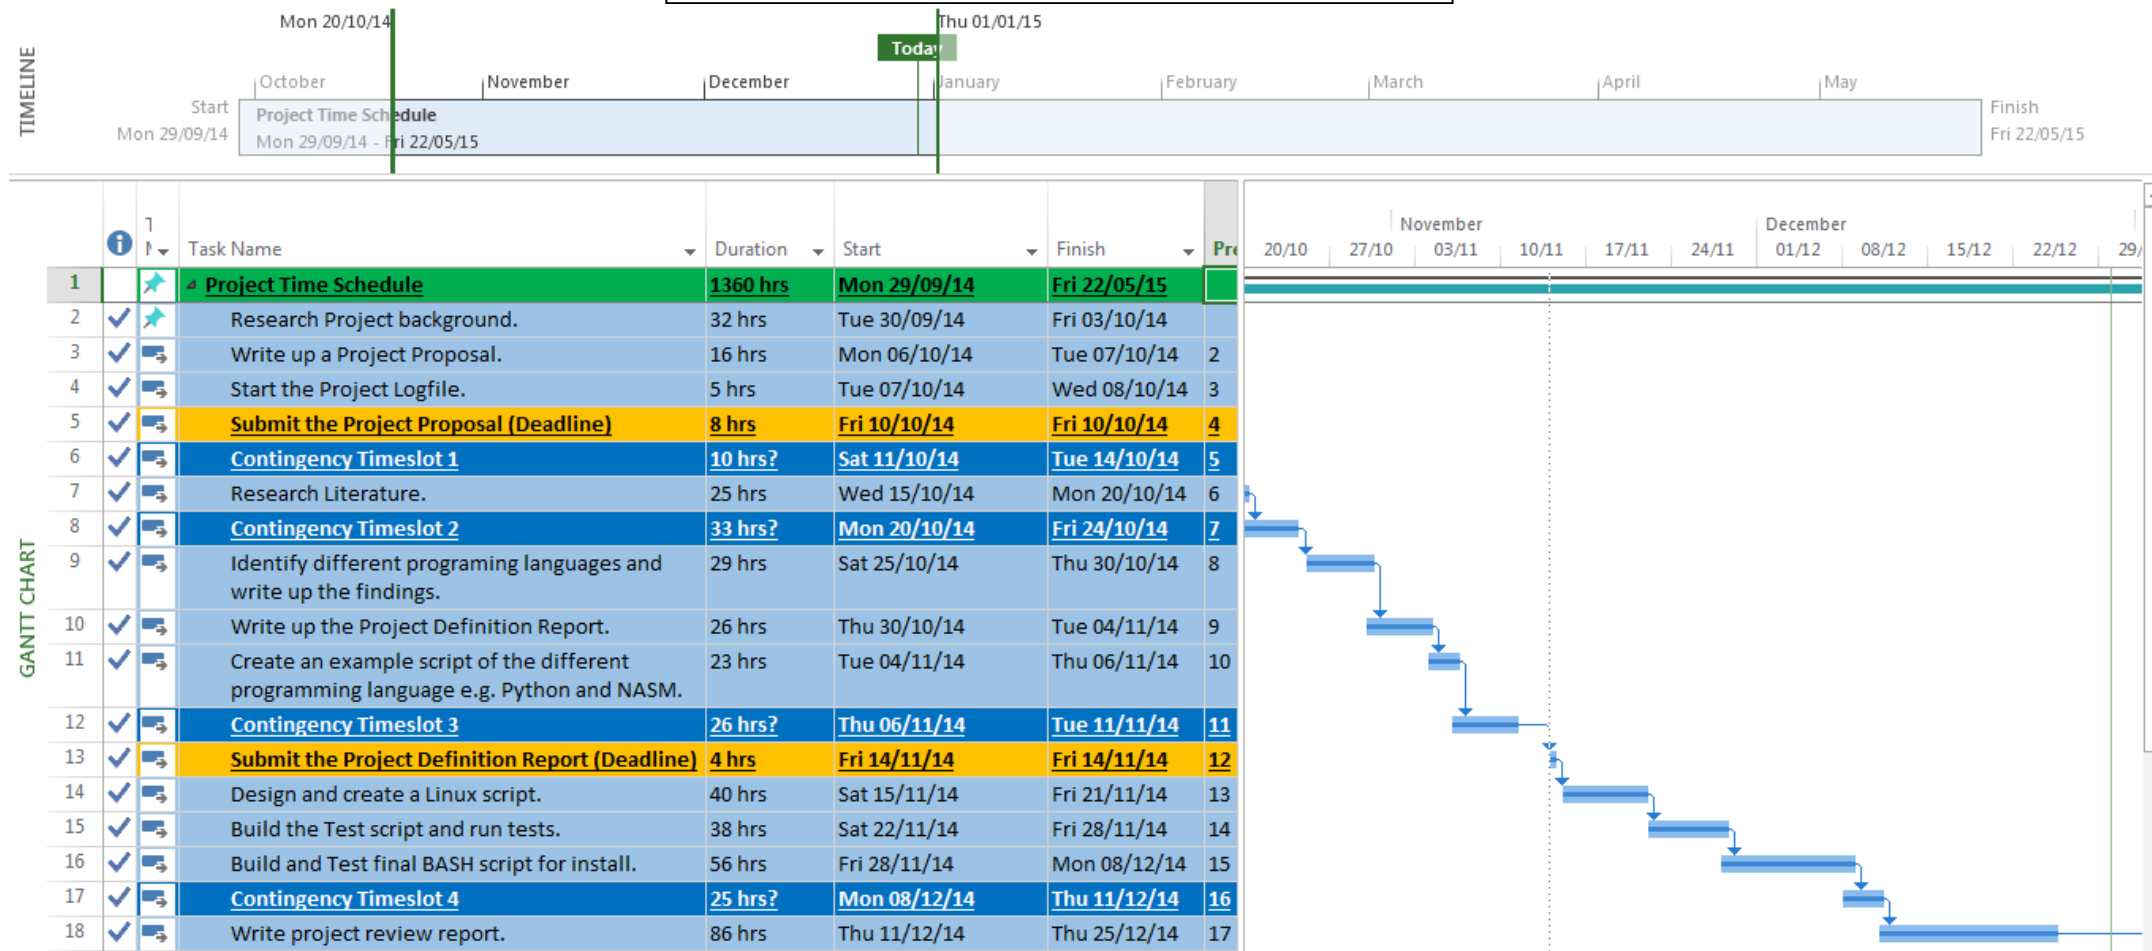 Mon 20/10/14
Thu 01/01/15
Today
October
November
December
January
February
March
April
May
TIMELINE
Start
Mon 29/09/14
Project Time Schedule
Mon 29/09/14 - Fri 22/05/15
Finish
Fri 22/05/15
GANTT CHART
Task Name Duration Start Finish Pre
November December
20/10 27/10 03/11 10/11 17/11 24/11 01/12 08/12 15/12 22/12 29/
1 Project Time Schedule 1360 hrs Mon 29/09/14 Fri 22/05/15
2 Research Project background. 32 hrs Tue 30/09/14 Fri 03/10/14
3 Write up a Project Proposal. 16 hrs Mon 06/10/14 Tue 07/10/14 2
4 Start the Project Logfile. 5 hrs Tue 07/10/14 Wed 08/10/14 3
5 Submit the Project Proposal (Deadline) 8 hrs Fri 10/10/14 Fri 10/10/14 4
6 Contingency Timeslot 1 10 hrs? Sat 11/10/14 Tue 14/10/14 5
7 Research Literature. 25 hrs Wed 15/10/14 Mon 20/10/14 6
8 Contingency Timeslot 2 33 hrs? Mon 20/10/14 Fri 24/10/14 7
9 Identify different programing languages and 29 hrs Sat 25/10/14 Thu 30/10/14 8
write up the findings.
10 Write up the Project Definition Report. 26 hrs Thu 30/10/14 Tue 04/11/14 9
11 Create an example script of the different 23 hrs Tue 04/11/14 Thu 06/11/14 10
programming language e.g. Python and NASM.
12 Contingency Timeslot 3 26 hrs? Thu 06/11/14 Tue 11/11/14 11
13 Submit the Project Definition Report (Deadline) 4 hrs Fri 14/11/14 Fri 14/11/14 12
14 Design and create a Linux script. 40 hrs Sat 15/11/14 Fri 21/11/14 13
15 Build the Test script and run tests. 38 hrs Sat 22/11/14 Fri 28/11/14 14
16 Build and Test final BASH script for install. 56 hrs Fri 28/11/14 Mon 08/12/14 15
17 Contingency Timeslot 4 25 hrs? Mon 08/12/14 Thu 11/12/14 16
18 Write project review report. 86 hrs Thu 11/12/14 Thu 25/12/14 17